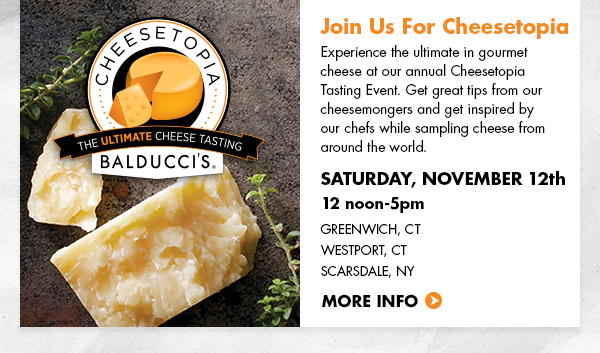 CHEESETOPIA
THE ULTIMATE CHEESE TASTING
BALDUCCI'S®
Join Us For Cheesetopia
Experience the ultimate in gourmet
cheese at our annual Cheesetopia
Tasting Event. Get great tips from our
cheesemongers and get inspired by
our chefs while sampling cheese from
around the world.
SATURDAY, NOVEMBER 12th
12 noon-5pm
GREENWICH, CT
WESTPORT, CT
SCARSDALE, NY
MORE INFO